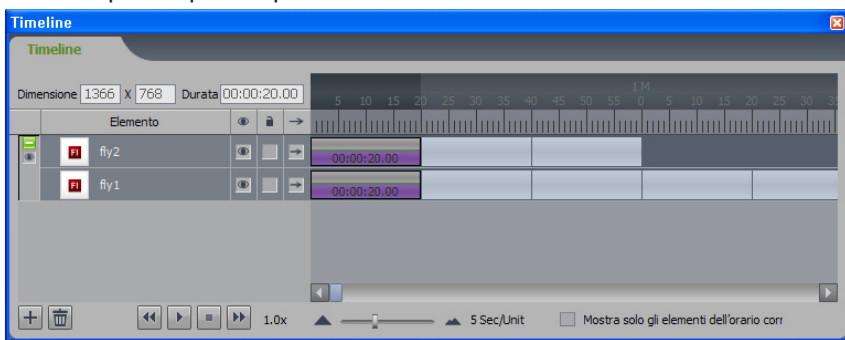 Timeline
Timeline
Dimensione 1366 X 768 Durata 00:00:20.00
1 M
5 10 15 20 25 30 35 40 45 50 55 0 5 10 15 20 25 30
Elemento
Fl fly2 00:00:20.00
Fl fly1 00:00:20.00
1.0x 5 Sec/Unit Mostra solo gli elementi dell'orario corr